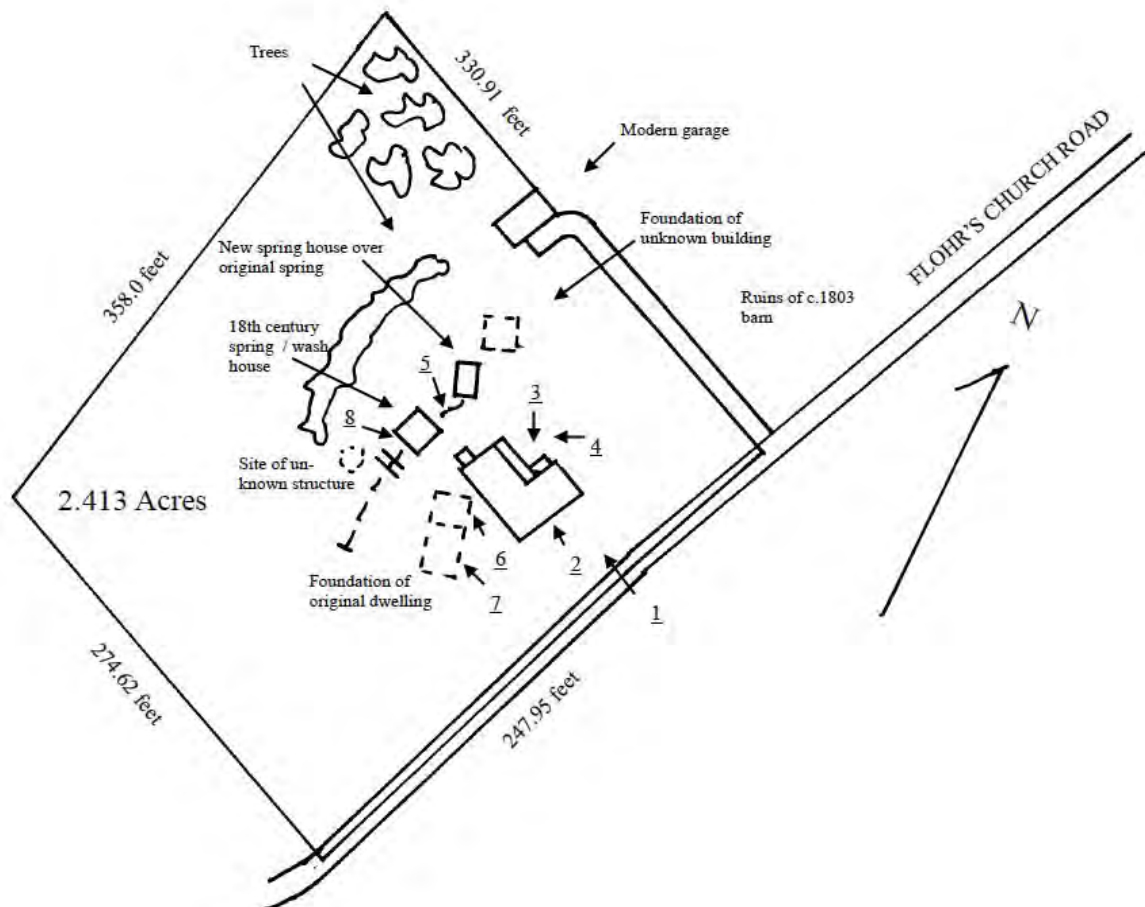 Trees
330.91 feet
Modern garage
FLOHR'S CHURCH ROAD
Foundation of
unknown building
New spring house over
original spring
358.0 feet
Ruins of c.1803
barn
N
18th century
spring / wash
house
5
3
8
4
Site of un-
known structure
2.413 Acres
6
2
Foundation of
original dwelling
7
1
274.62 feet
247.95 feet